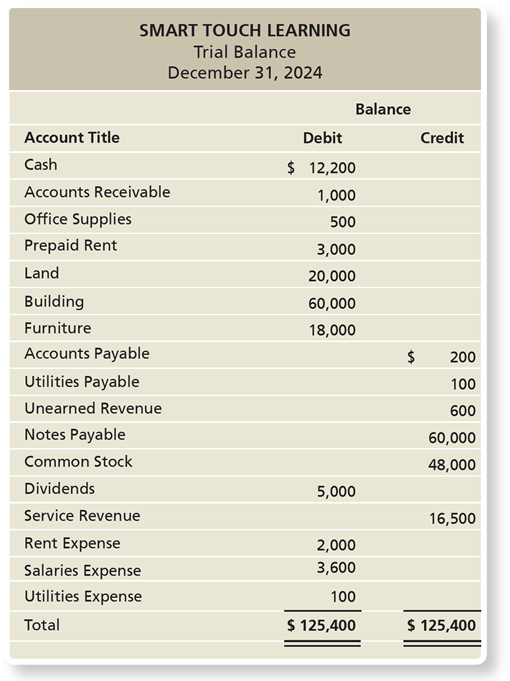 SMART TOUCH LEARNING
Trial Balance
December 31, 2024
Balance
Account Title Debit Credit
Cash $ 12,200
Accounts Receivable 1,000
Office Supplies 500
Prepaid Rent 3,000
Land 20,000
Building 60,000
Furniture 18,000
Accounts Payable $ 200
Utilities Payable 100
Unearned Revenue 600
Notes Payable 60,000
Common Stock 48,000
Dividends 5,000
Service Revenue 16,500
Rent Expense 2,000
Salaries Expense 3,600
Utilities Expense 100
Total $ 125,400 $ 125,400